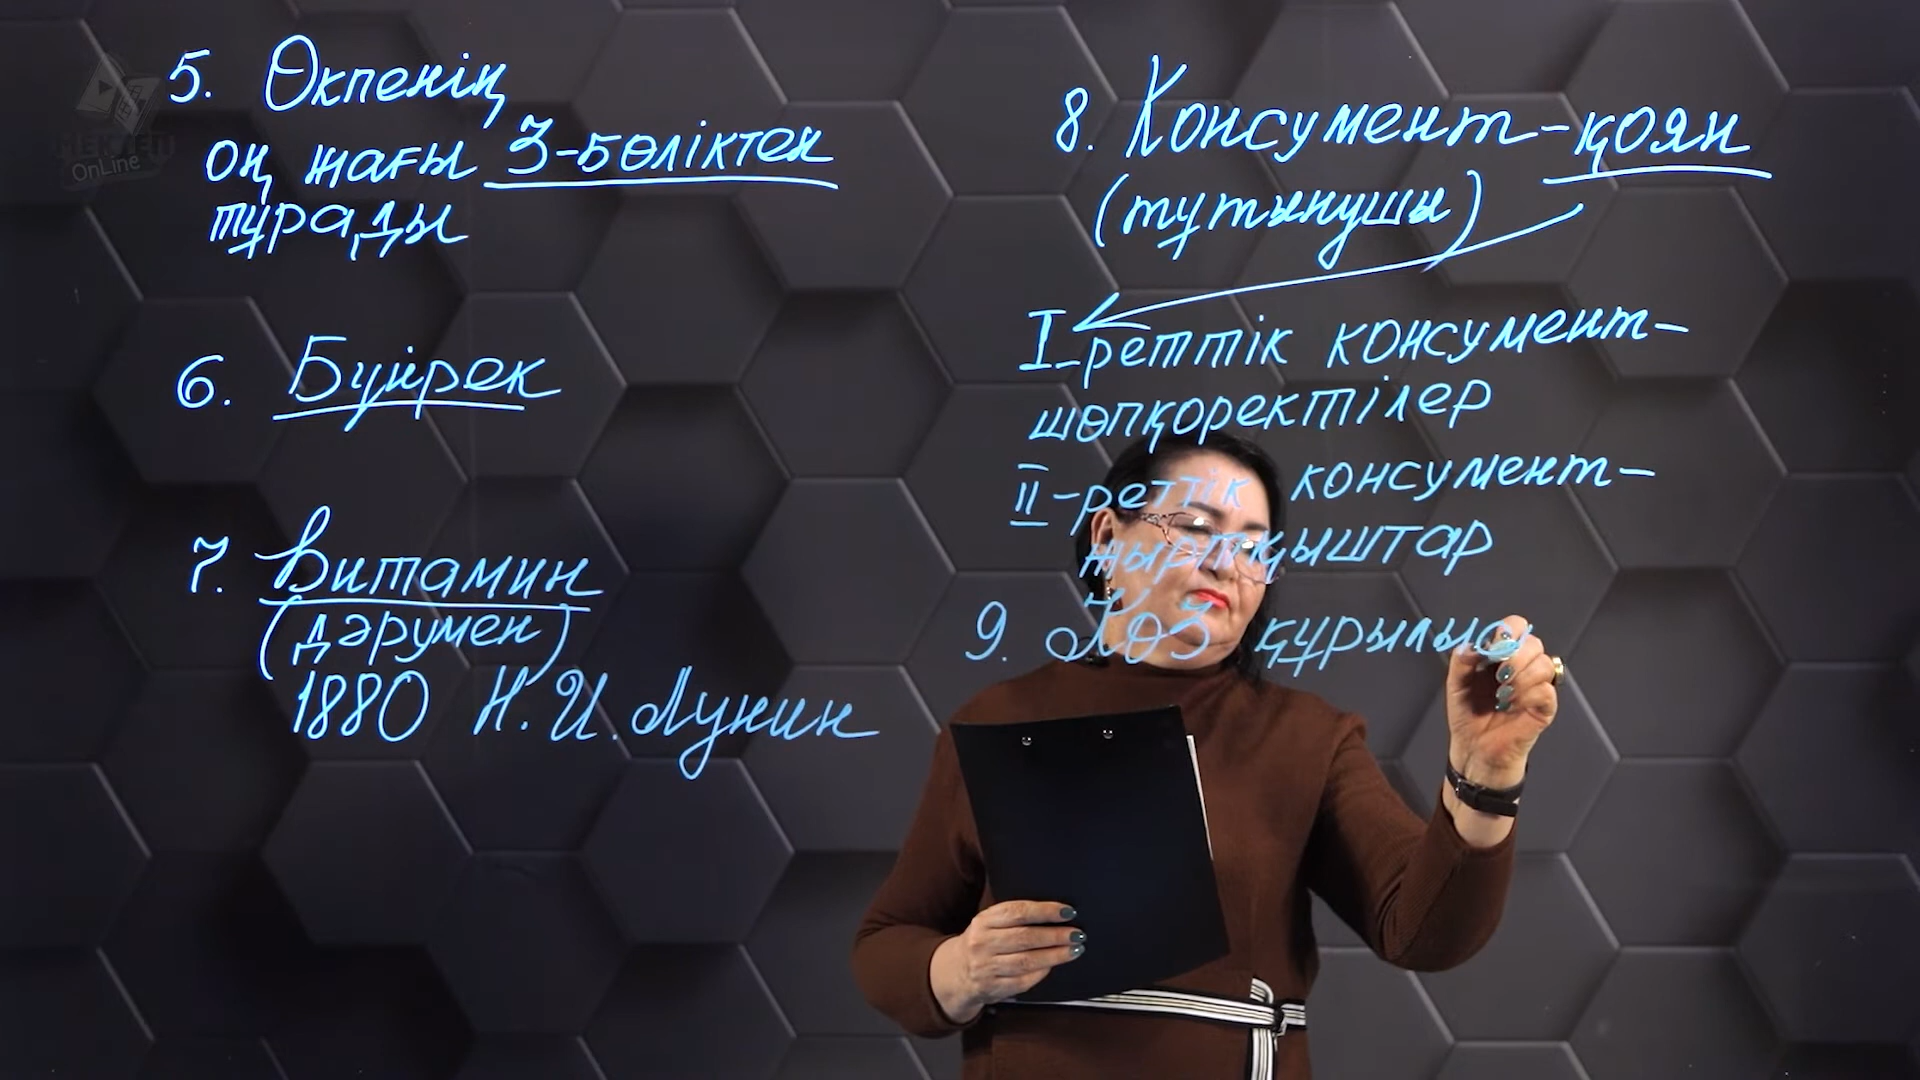 5. Өкпенің
оң жағы 3-бөліктен
тұрады
6. Бүйрек
7. Витамин
(дәрумен)
1880 Н.И.Лунин
8. Консумент-қоян
(тұтынушы)
I-реттік консумент-
шөпқоректілер
II-реттік консумент-
жыртқыштар
9. Көз құрылысы
OnLine